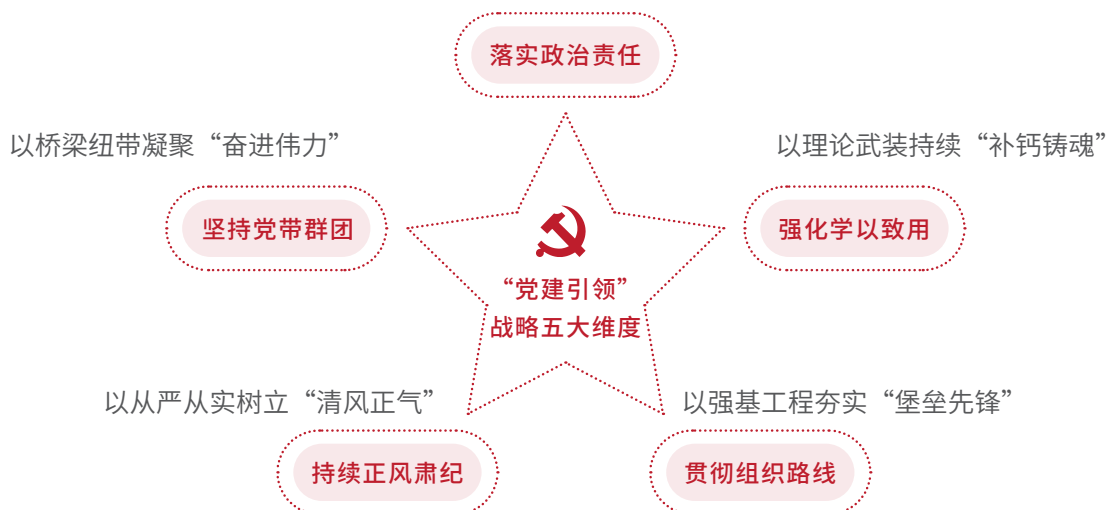 落实政治责任
以桥梁纽带凝聚“奋进伟力”
以理论武装持续“补钙铸魂”
坚持党带群团
强化学以致用
“党建引领”
战略五大维度
以从严从实树立“清风正气”
以强基工程夯实“堡垒先锋”
持续正风肃纪
贯彻组织路线